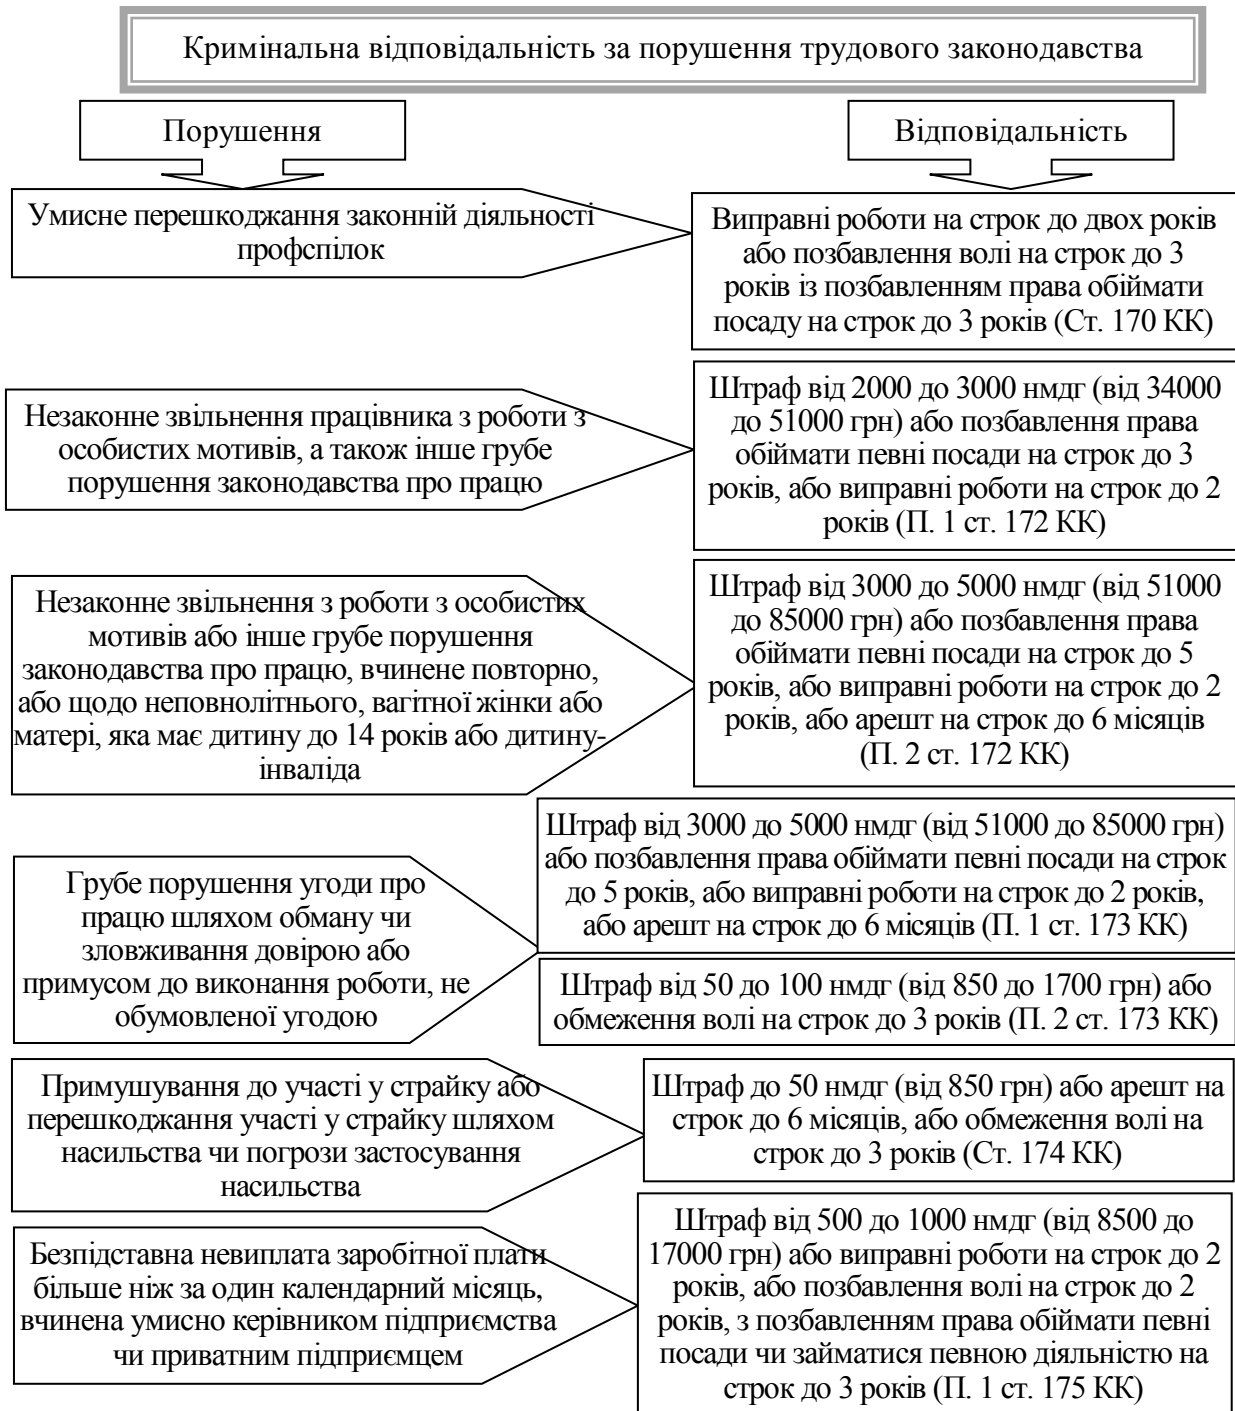 Кримінальна відповідальність за порушення трудового законодавства
Порушення
Відповідальність
Умисне перешкоджання законній діяльності
профспілок
Виправні роботи на строк до двох років
або позбавлення волі на строк до 3
років із позбавленням права обіймати
посаду на строк до 3 років (Ст. 170 КК)
Незаконне звільнення працівника з роботи з
особистих мотивів, а також інше грубе
порушення законодавства про працю
Штраф від 2000 до 3000 нмдг (від 34000
до 51000 грн) або позбавлення права
обіймати певні посади на строк до 3
років, або виправні роботи на строк до 2
років (П. 1 ст. 172 КК)
Незаконне звільнення з роботи з особистих
мотивів або інше грубе порушення
законодавства про працю, вчинене повторно,
або щодо неповнолітнього, вагітної жінки або
матері, яка має дитину до 14 років або дитину-
інваліда
Штраф від 3000 до 5000 нмдг (від 51000
до 85000 грн) або позбавлення права
обіймати певні посади на строк до 5
років, або виправні роботи на строк до 2
років, або арешт на строк до 6 місяців
(П. 2 ст. 172 КК)
Грубе порушення угоди про
працю шляхом обману чи
зловживання довірою або
примусом до виконання роботи, не
обумовленої угодою
Штраф від 3000 до 5000 нмдг (від 51000 до 85000 грн)
або позбавлення права обіймати певні посади на строк
до 5 років, або виправні роботи на строк до 2 років,
або арешт на строк до 6 місяців (П. 1 ст. 173 КК)
Штраф від 50 до 100 нмдг (від 850 до 1700 грн) або
обмеження волі на строк до 3 років (П. 2 ст. 173 КК)
Примушування до участі у страйку або
перешкоджання участі у страйку шляхом
насильства чи погрози застосування
насильства
Штраф до 50 нмдг (від 850 грн) або арешт на
строк до 6 місяців, або обмеження волі на
строк до 3 років (Ст. 174 КК)
Безпідставна невиплата заробітної плати
більше ніж за один календарний місяць,
вчинена умисно керівником підприємства
чи приватним підприємцем
Штраф від 500 до 1000 нмдг (від 8500 до
17000 грн) або виправні роботи на строк до 2
років, або позбавлення волі на строк до 2
років, з позбавленням права обіймати певні
посади чи займатися певною діяльністю на
строк до 3 років (П. 1 ст. 175 КК)